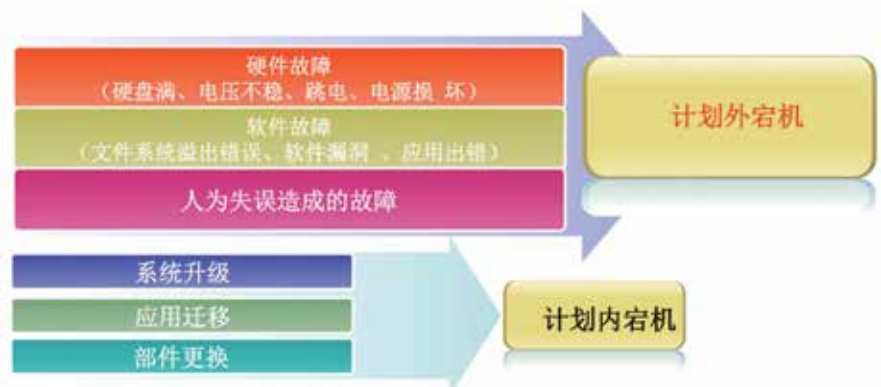 硬件故障
（硬盘满、电压不稳、跳电、电源损 坏）
软件故障
（文件系统溢出错误、软件漏洞 、应用出错）
人为失误造成的故障
计划外宕机
系统升级
应用迁移
部件更换
计划内宕机